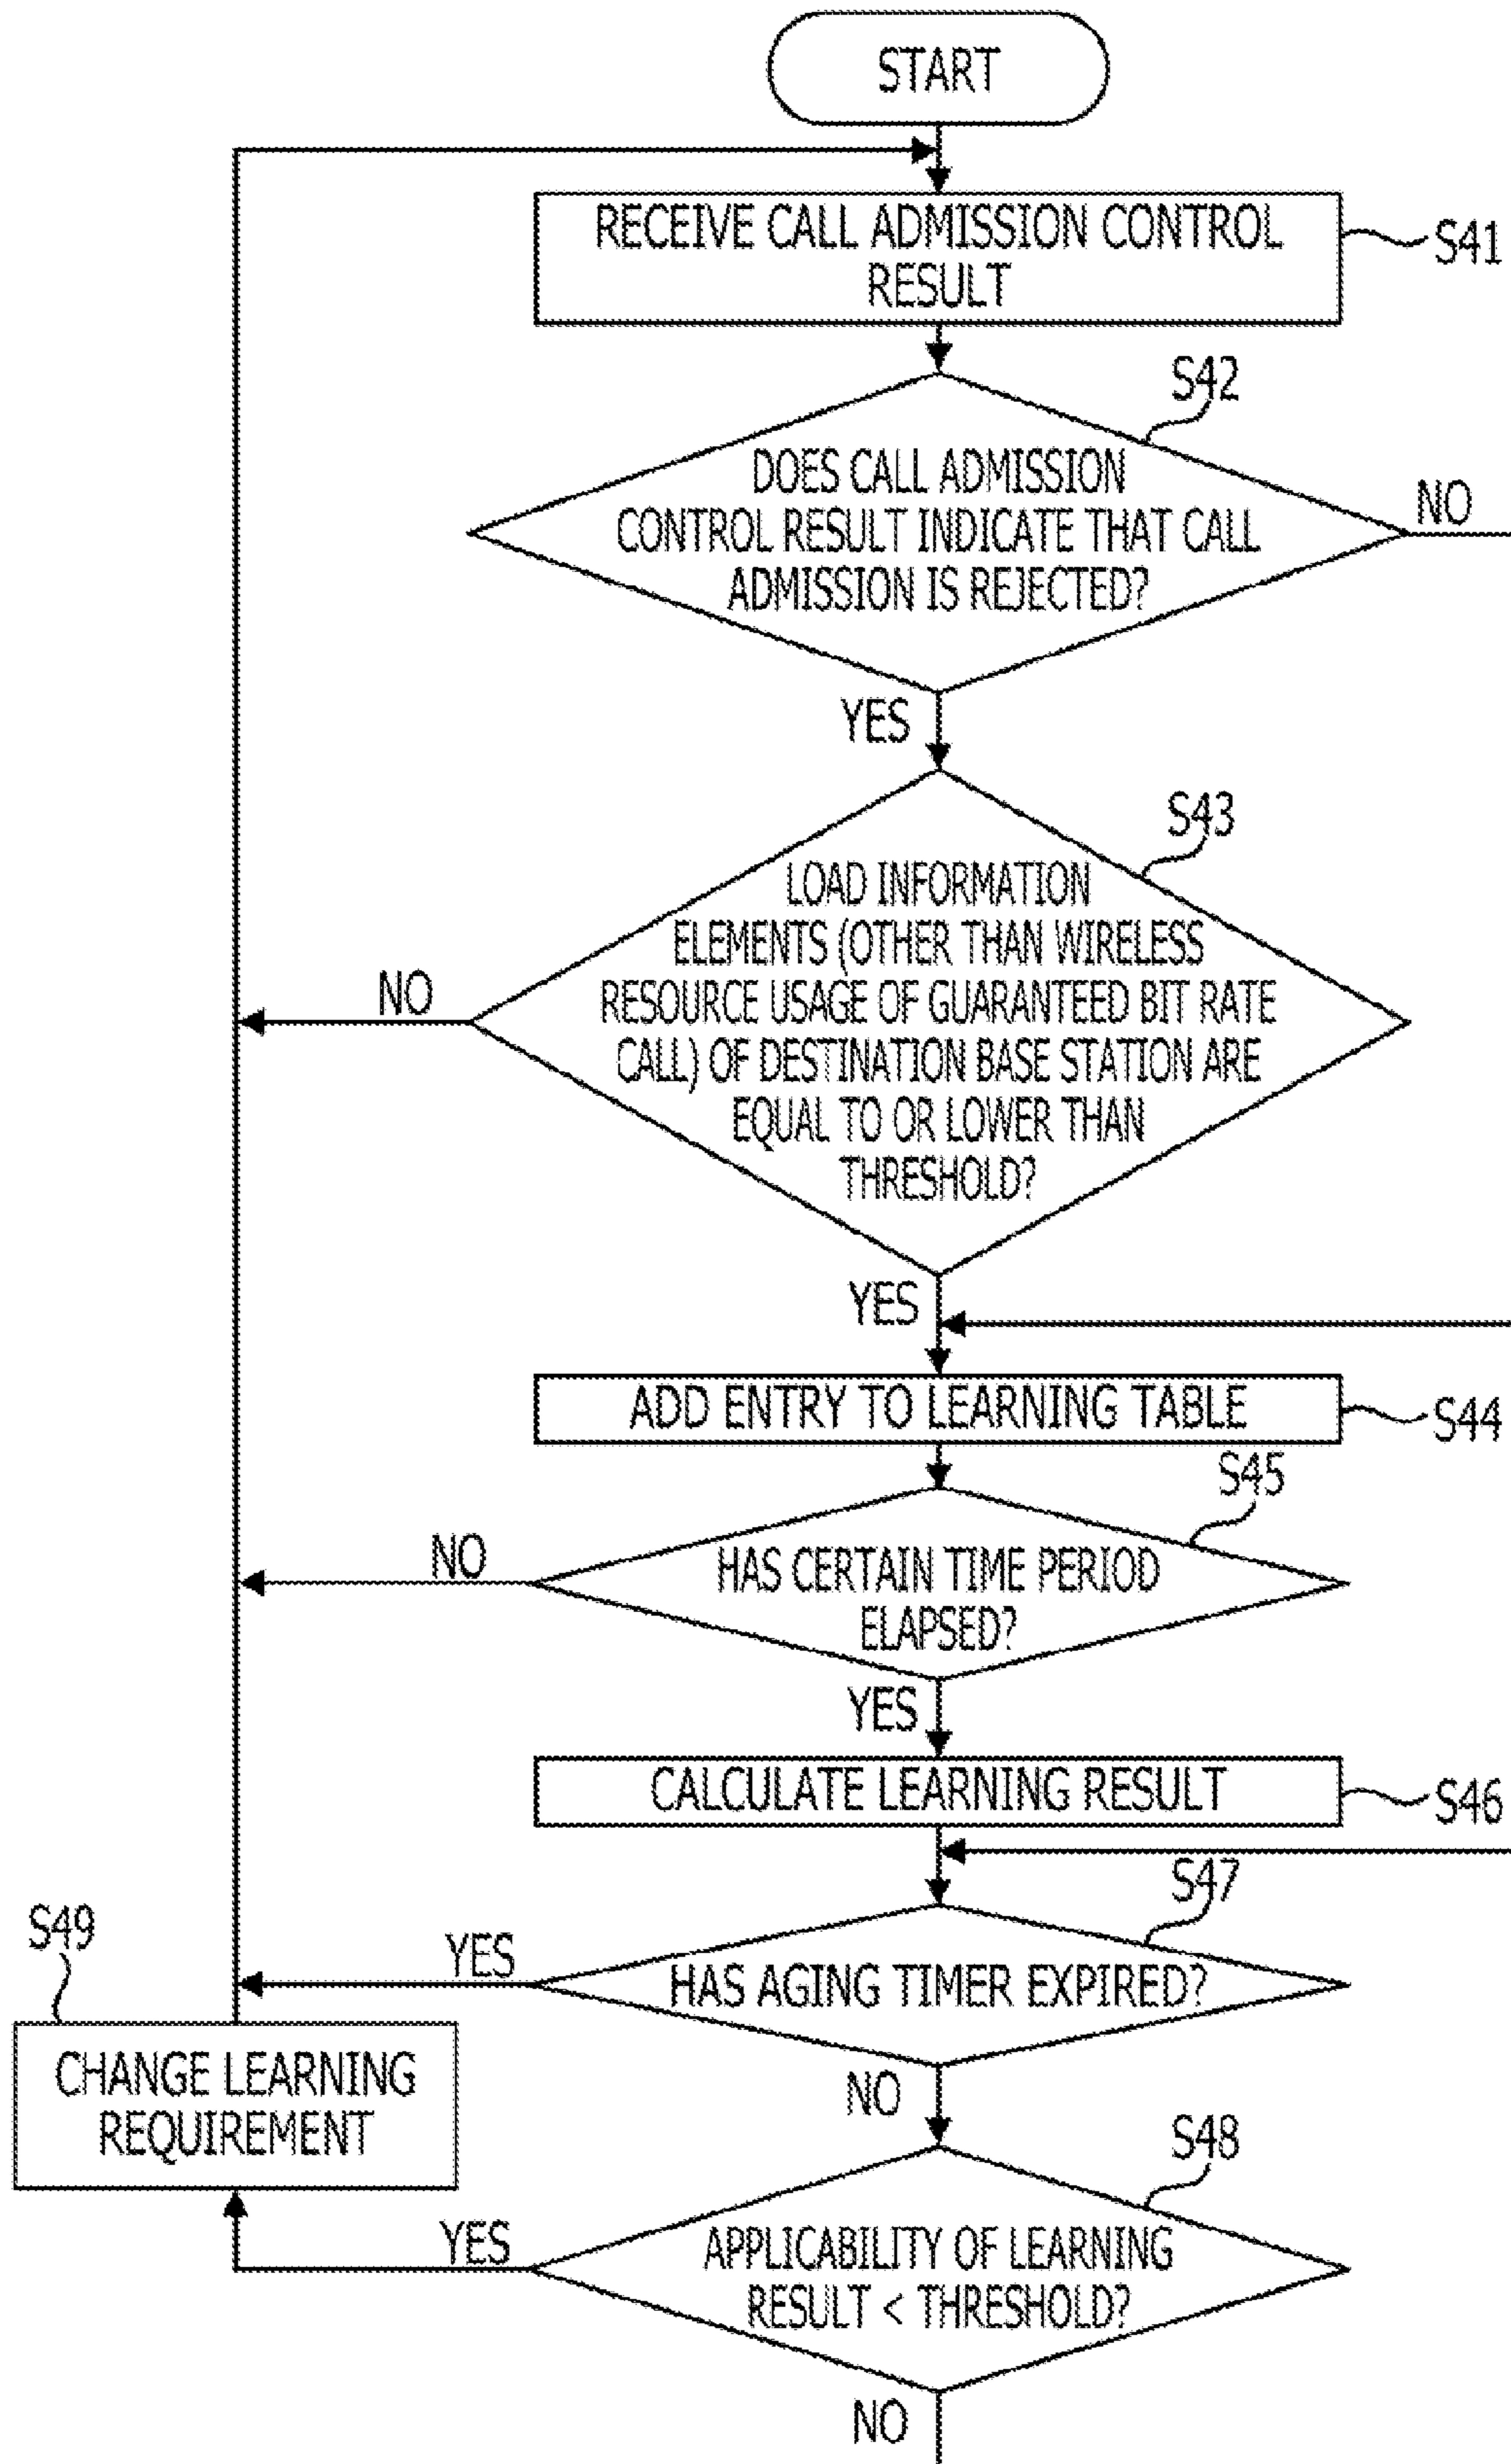 START
RECEIVE CALL ADMISSION CONTROL
RESULT
S41
S42
DOES CALL ADMISSION
CONTROL RESULT INDICATE THAT CALL
ADMISSION IS REJECTED?
NO
YES
S43
LOAD INFORMATION
ELEMENTS (OTHER THAN WIRELESS
RESOURCE USAGE OF GUARANTEED BIT RATE
CALL) OF DESTINATION BASE STATION ARE
EQUAL TO OR LOWER THAN
THRESHOLD?
NO
YES
ADD ENTRY TO LEARNING TABLE
S44
S45
HAS CERTAIN TIME PERIOD
ELAPSED?
NO
YES
CALCULATE LEARNING RESULT
S46
S47
HAS AGING TIMER EXPIRED?
YES
S49
CHANGE LEARNING
REQUIREMENT
NO
S48
APPLICABILITY OF LEARNING
RESULT < THRESHOLD?
YES
NO